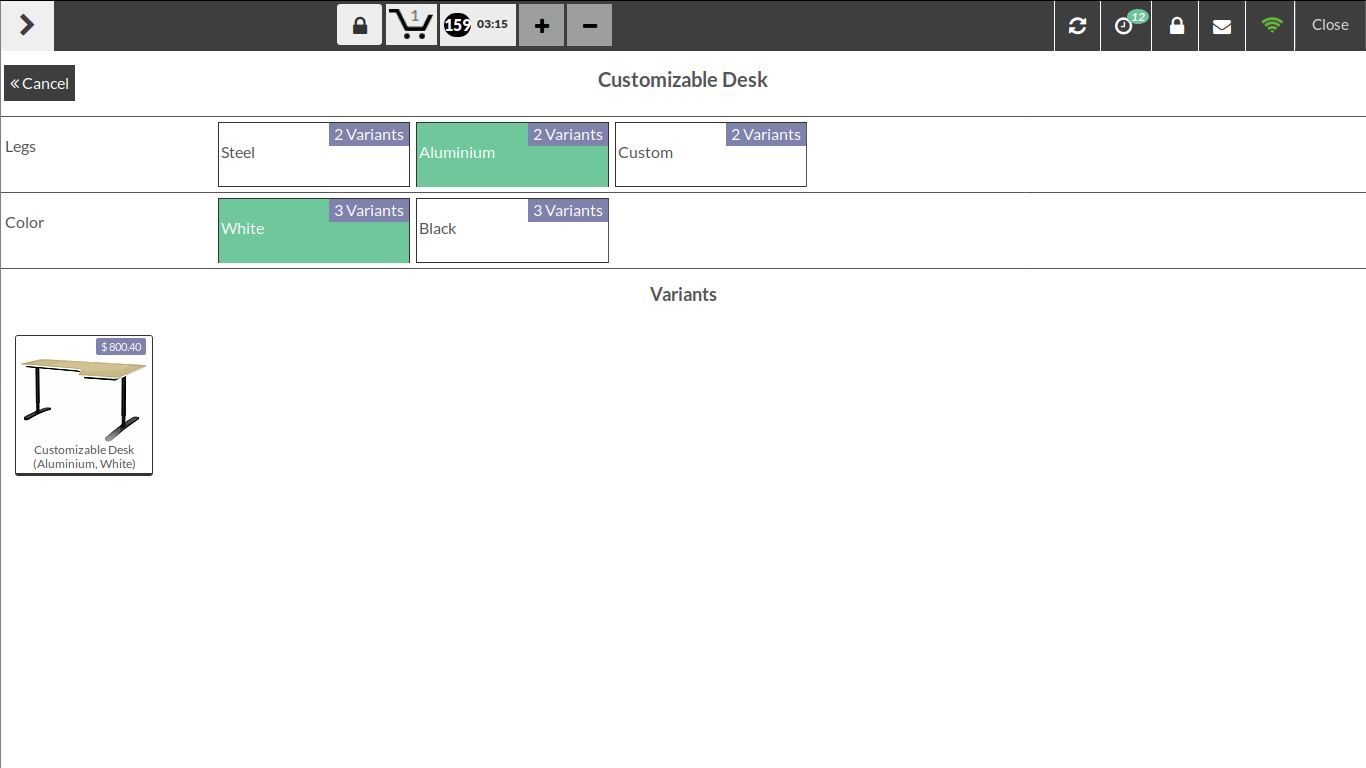 1
159 03:15
12
Close
Cancel
Customizable Desk
Legs
2 Variants
Steel
2 Variants
Aluminium
2 Variants
Custom
Color
3 Variants
White
3 Variants
Black
Variants
$ 800.40
Customizable Desk
(Aluminium, White)